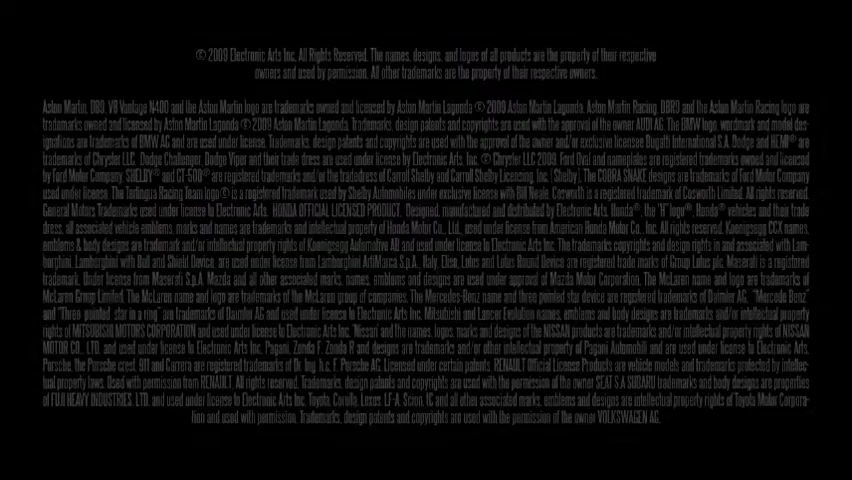 © 2009 Electronic Arts Inc. All Rights Reserved. The names, designs, and logos of all products are the property of their respective
owners and used by permission. All other trademarks are the property of their respective owners.
Aston Martin, DB9, V8 Vantage N400 and the Aston Martin logo are trademarks owned and licensed by Aston Martin Lagonda © 2009 Aston Martin Lagonda. Aston Martin Racing, DBR9 and the Aston Martin Racing logo are
trademarks owned and licensed by Aston Martin Lagonda © 2009 Aston Martin Lagonda. Trademarks, design patents and copyrights are used with the approval of the owner AUDI AG. The BMW logo, wordmark and model des-
ignations are trademarks of BMW AG and are used under license. Trademarks, design patents and copyrights are used with the approval of the owner and/or exclusive licensee Bugatti International S.A. Dodge and HEMI® are
trademarks of Chrysler LLC. Dodge Challenger, Dodge Viper and their trade dress are used under license by Electronic Arts, Inc. © Chrysler LLC 2009. Ford Oval and nameplates are registered trademarks owned and licensed
by Ford Motor Company. SHELBY® and GT-500® are registered trademarks and/or the tradedress of Carroll Shelby and Carroll Shelby Licensing, Inc. (Shelby). The COBRA SNAKE designs are trademarks of Ford Motor Company
used under license. The Terlingua Racing Team logo© is a registered trademark used by Shelby Automobiles under exclusive license with Bill Neale. Cosworth is a registered trademark of Cosworth Limited. All rights reserved.
General Motors Trademarks used under license to Electronic Arts. HONDA OFFICIAL LICENSED PRODUCT. Designed, manufactured and distributed by Electronic Arts. Honda®, the "H" logo®, Honda® vehicles and their trade
dress, all associated vehicle emblems, marks and names are trademarks and intellectual property of Honda Motor Co., Ltd., used under license from American Honda Motor Co., Inc. All rights reserved. Koenigsegg CCX names,
emblems & body designs are trademark and/or intellectual property rights of Koenigsegg Automotive AB and used under license to Electronic Arts Inc. The trademarks copyrights and design rights in and associated with Lam-
borghini, Lamborghini with Bull and Shield Device, are used under license from Lamborghini ArtiMarca S.p.A., Italy. Elise, Lotus and Lotus Roundel Device are registered trade marks of Group Lotus plc. Maserati is a registered
trademark. Under license from Maserati S.p.A. Mazda and all other associated marks, names, emblems and designs are used under approval of Mazda Motor Corporation. The McLaren name and logo are trademarks of
McLaren Group Limited. The McLaren name and logo are trademarks of the McLaren group of companies. The Mercedes-Benz name and three pointed star device are registered trademarks of Daimler AG. "Mercedes Benz"
and "Three-pointed star in a ring" are trademarks of Daimler AG and used under license to Electronic Arts Inc. Mitsubishi and Lancer Evolution names, emblems and body designs are trademarks and/or intellectual property
rights of MITSUBISHI MOTORS CORPORATION and used under license to Electronic Arts Inc. "Nissan" and the names, logos, marks and designs of the NISSAN products are trademarks and/or intellectual property rights of NISSAN
MOTOR CO., LTD. and used under license to Electronic Arts Inc. Pagani, Zonda F, Zonda R and designs are trademarks and/or other intellectual property of Pagani Automobili and are used under license to Electronic Arts.
Porsche, the Porsche crest, 911 and Carrera are registered trademarks of Dr. Ing. h.c. F. Porsche AG. Licensed under certain patents. RENAULT Official License Products are vehicle models and trademarks protected by intellec-
tual property laws. Used with permission from RENAULT. All rights reserved. Trademarks, design patents and copyrights are used with the permission of the owner SEAT S.A SUBARU trademarks and body designs are properties
of FUJI HEAVY INDUSTRIES, LTD. and used under license to Electronic Arts Inc. Toyota, Corolla, Lexus, LF-A, Scion, tC and all other associated marks, emblems and designs are intellectual property rights of Toyota Motor Corpora-
tion and used with permission. Trademarks, design patents and copyrights are used with the permission of the owner VOLKSWAGEN AG.